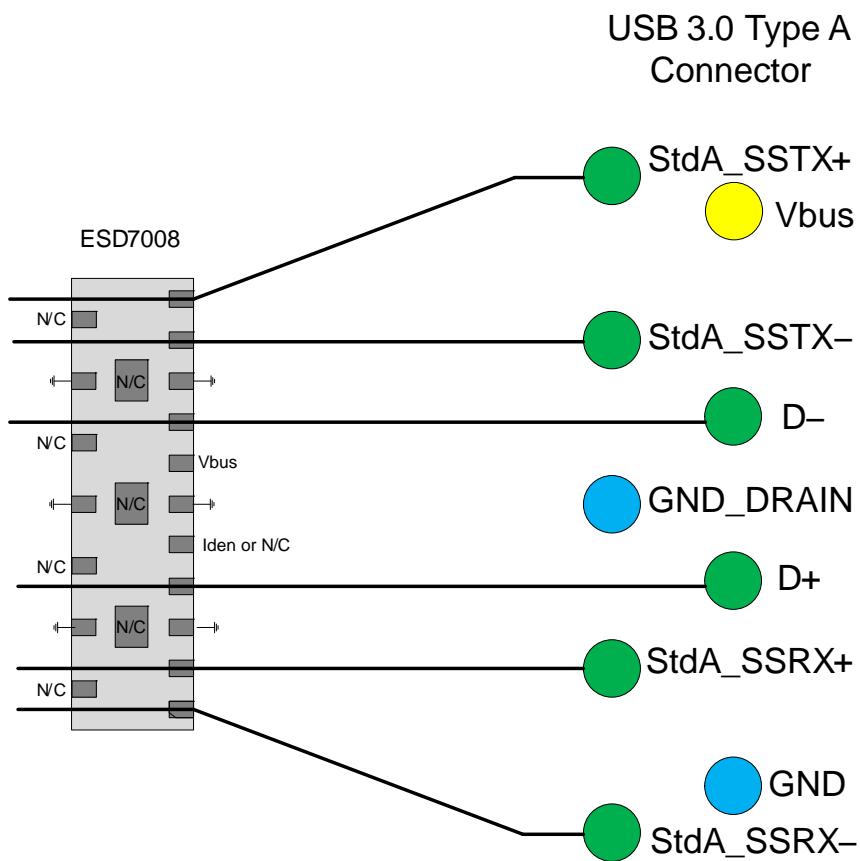 USB 3.0 Type A
Connector
StdA_SSTX+
Vbus
ESD7008
N/C
StdA_SSTX–
N/C
D–
N/C
Vbus
GND_DRAIN
N/C
Iden or N/C
N/C
D+
N/C
StdA_SSRX+
N/C
GND
StdA_SSRX–